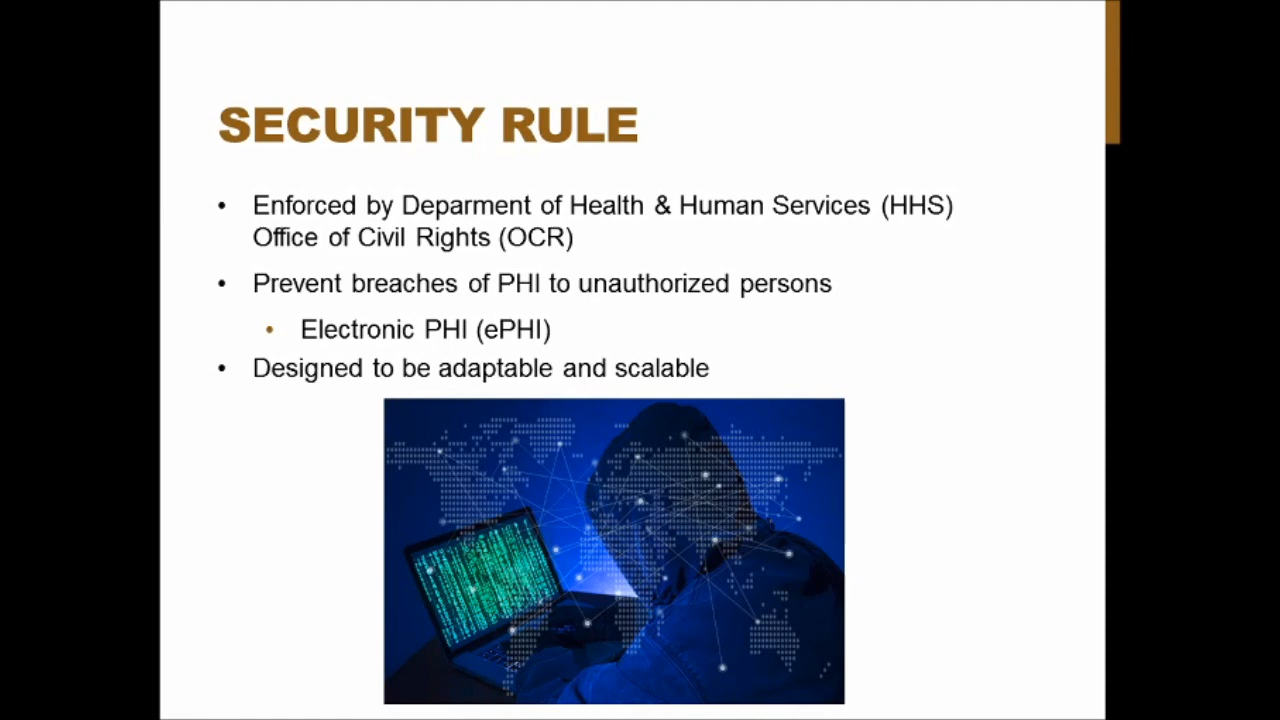 SECURITY RULE
• Enforced by Deparment of Health & Human Services (HHS)
Office of Civil Rights (OCR)
• Prevent breaches of PHI to unauthorized persons
• Electronic PHI (ePHI)
• Designed to be adaptable and scalable